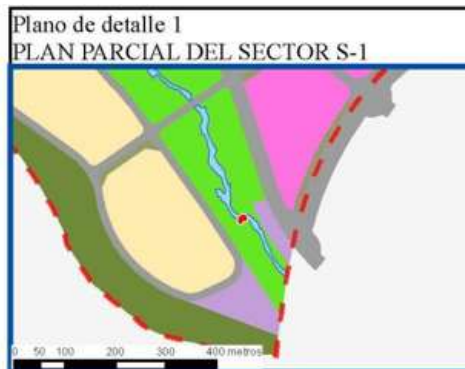 Plano de detalle 1
PLAN PARCIAL DEL SECTOR S-1
0 50 100 200 300 400 metros